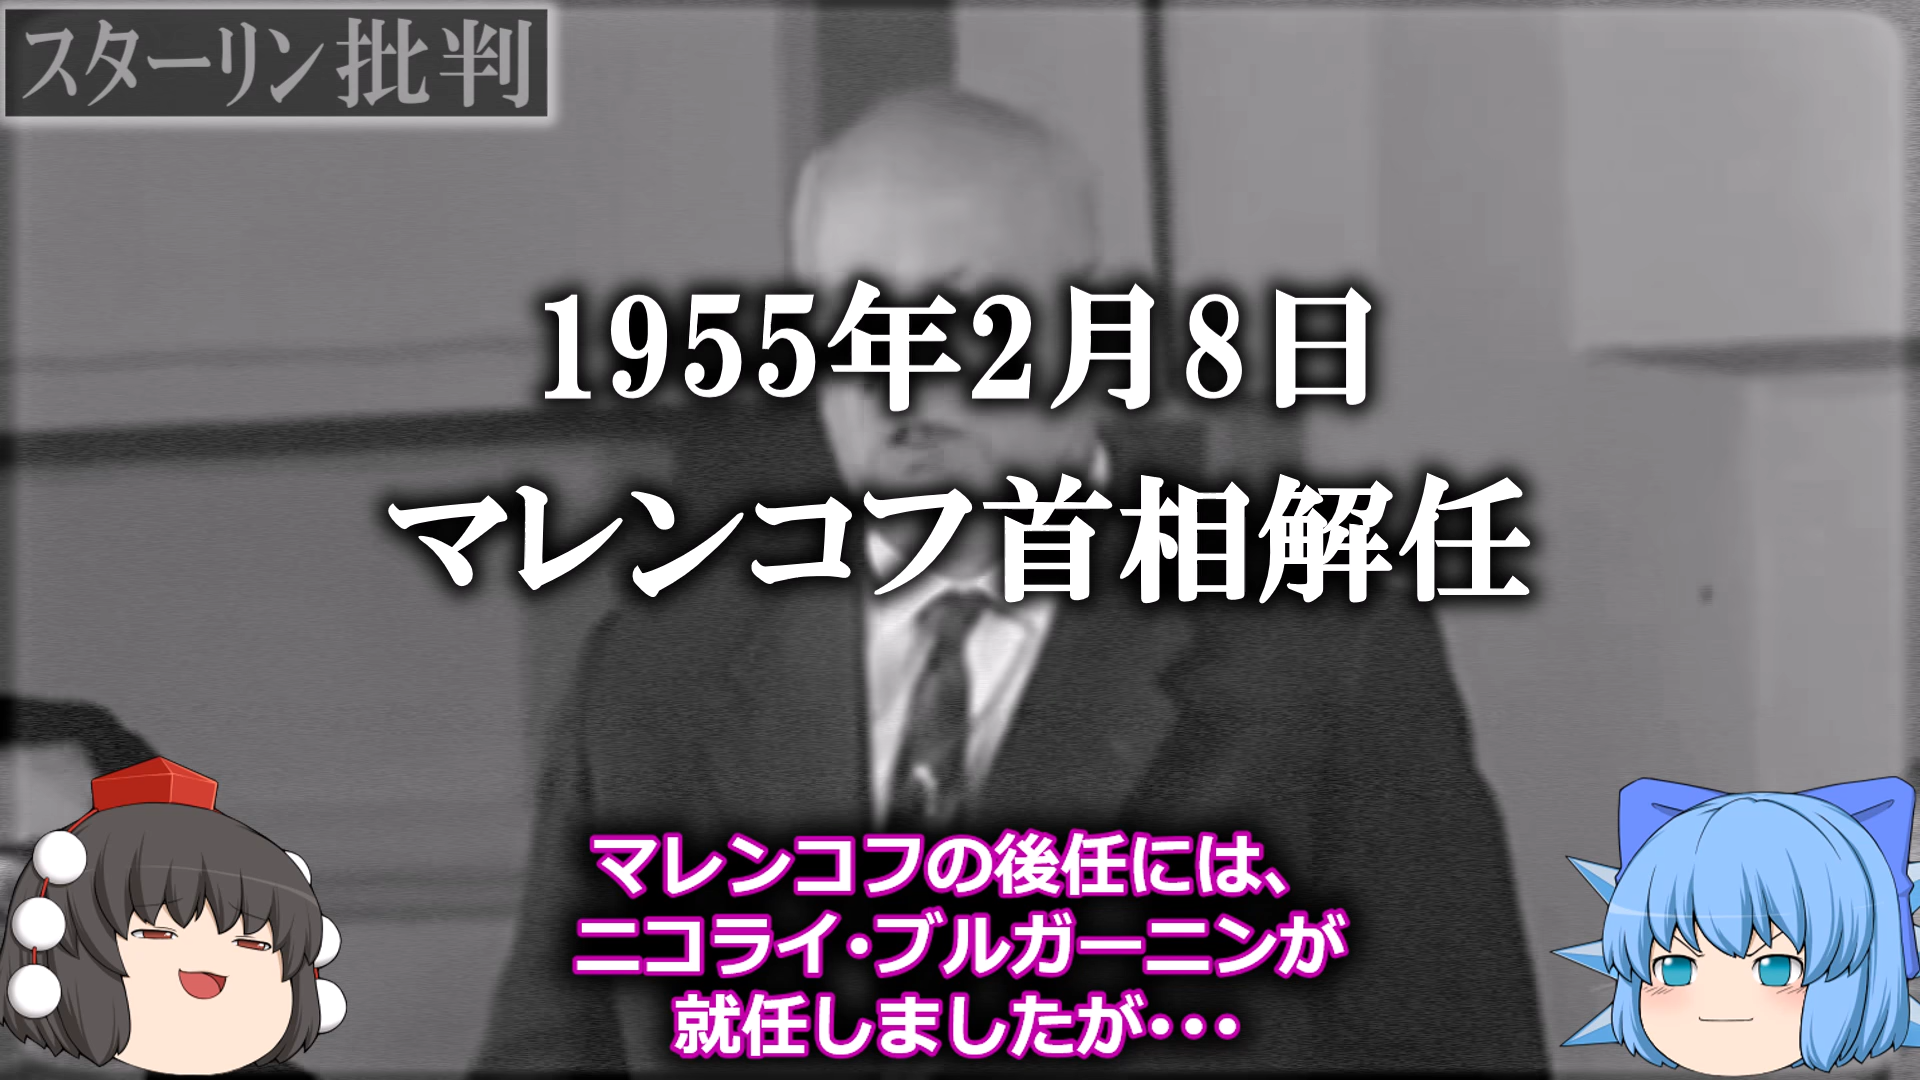 スターリン批判
1955年2月8日
マレンコフ首相解任
マレンコフの後任には、
ニコライ・ブルガーニンが
就任しましたが・・・